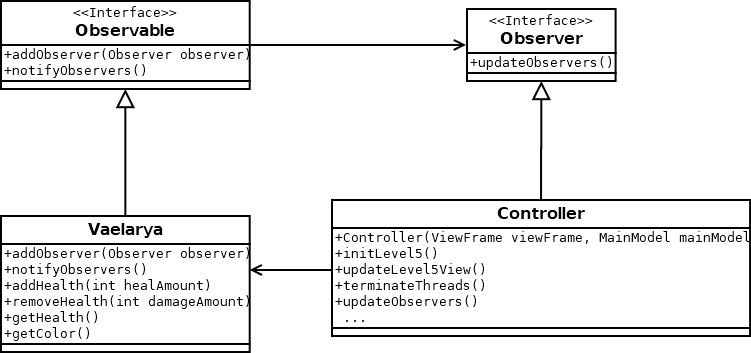 <<Interface>>
Observable
+addObserver(Observer observer)
+notifyObservers()
<<Interface>>
Observer
+updateObservers()
Vaelarya
+addObserver(Observer observer)
+notifyObservers()
+addHealth(int healAmount)
+removeHealth(int damageAmount)
+getHealth()
+getColor()
Controller
+Controller(ViewFrame viewFrame, MainModel mainModel
+initLevel5()
+updateLevel5View()
+terminateThreads()
+updateObservers()
...